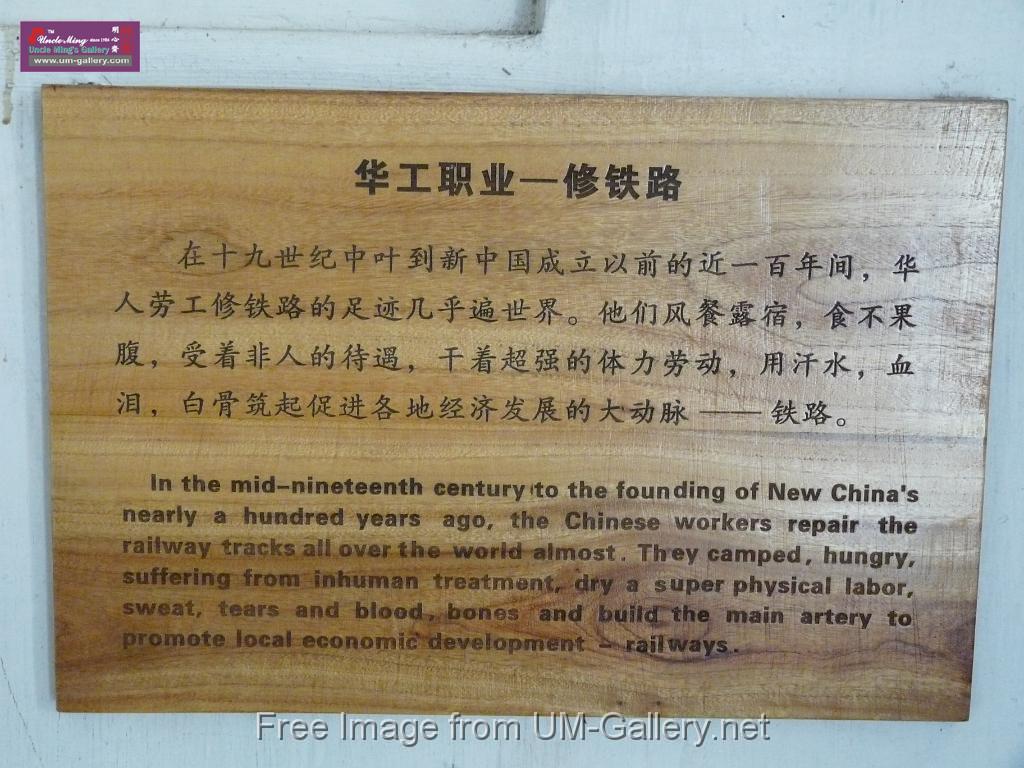 TM
Uncle Ming since 1986
Uncle Ming's Gallery
www.um-gallery.com
明心齋
华工职业—修铁路
在十九世纪中叶到新中国成立以前的近一百年间，华
人劳工修铁路的足迹几乎遍世界。他们风餐露宿，食不果
腹，受着非人的待遇，干着超强的体力劳动，用汗水，血
泪，白骨筑起促进各地经济发展的大动脉——铁路。
In the mid-nineteenth century to the founding of New China's
nearly a hundred years ago, the Chinese workers repair the
railway tracks all over the world almost. They camped, hungry,
suffering from inhuman treatment, dry a super physical labor,
sweat, tears and blood, bones and build the main artery to
promote local economic development - railways.
Free Image from UM-Gallery.net